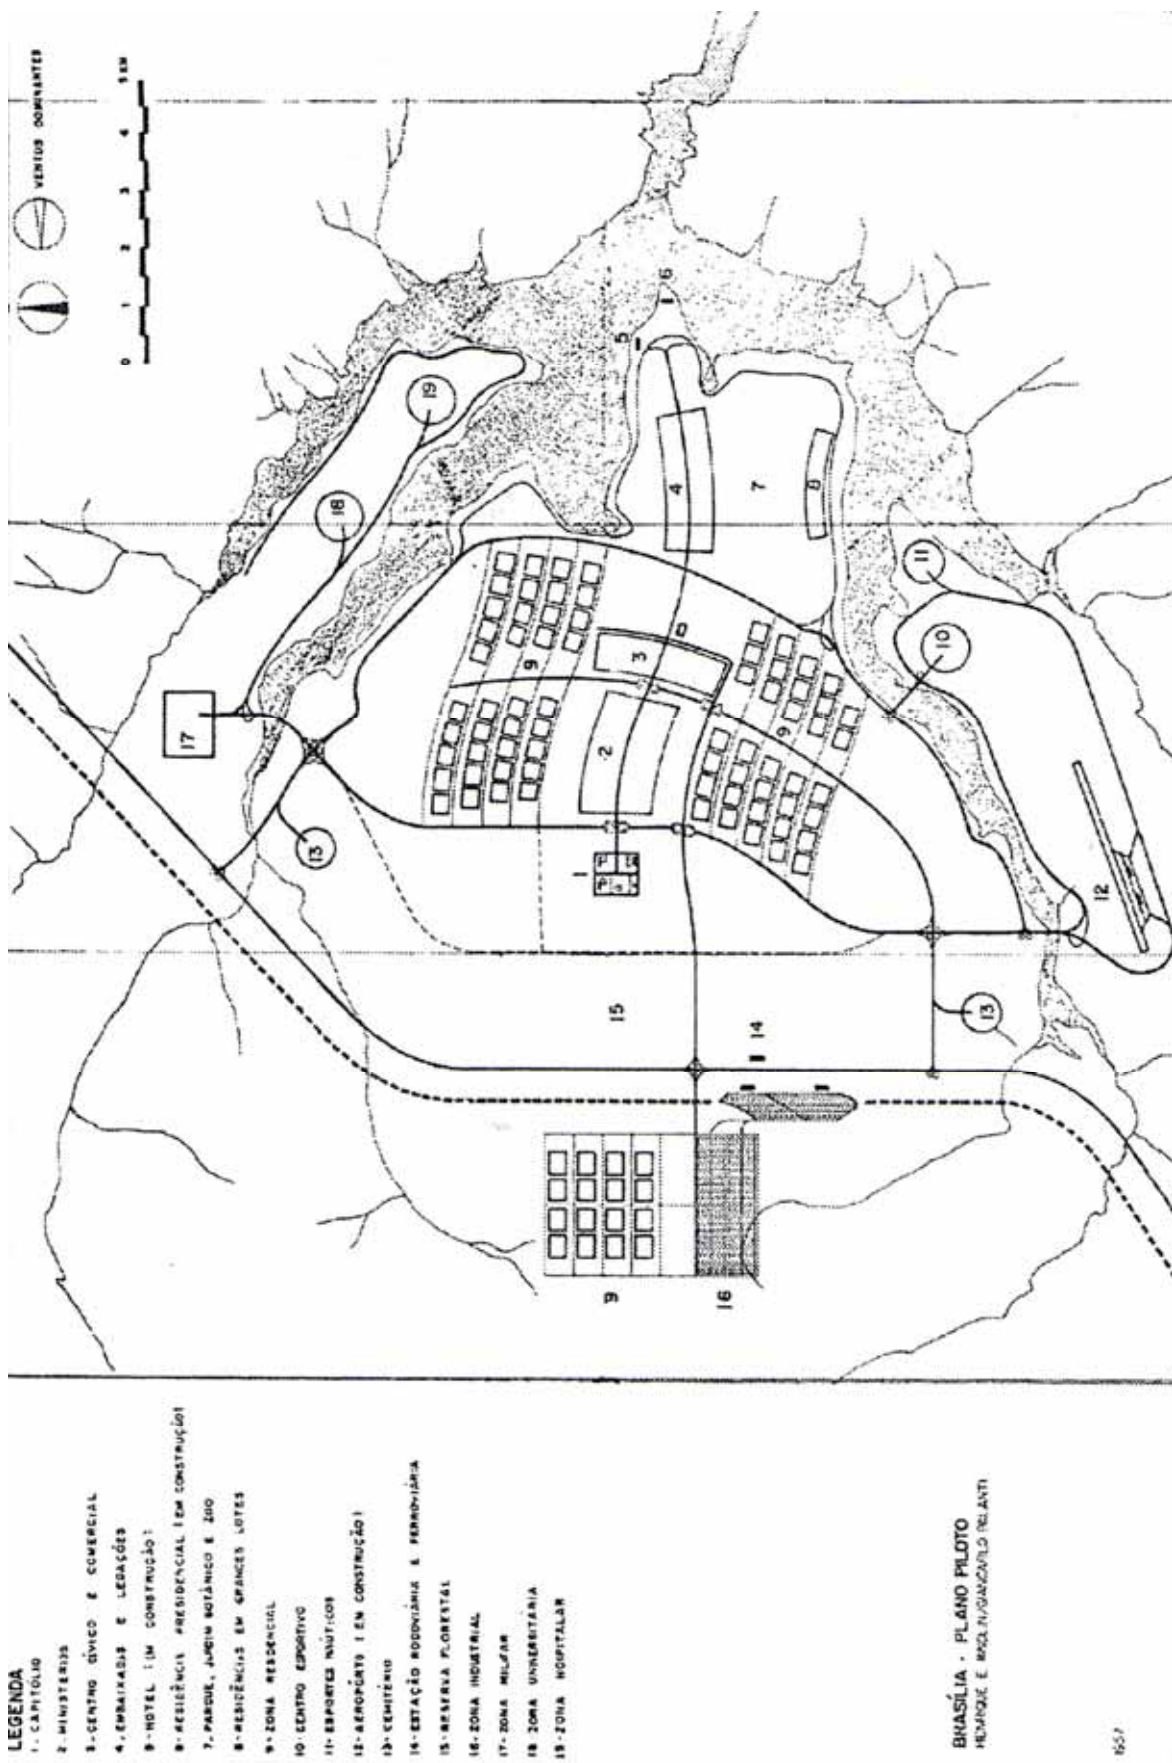 LEGENDA
1. CAPITÓLIO
2. MINISTÉRIOS
3. CENTRO CÍVICO E COMERCIAL
4. EMBAIXADAS E LEGAÇÕES
5 - HOTEL (EM CONSTRUÇÃO)
6 - RESIDÊNCIA PRESIDENCIAL (EM CONSTRUÇÃO)
7. PARQUE, JARDIM BOTÂNICO E ZOO
8 - RESIDÊNCIAS EM GRANDES LOTES
9 - ZONA RESIDENCIAL
10 - CENTRO ESPORTIVO
11 - ESPORTES NÁUTICOS
12 - AEROPORTO (EM CONSTRUÇÃO)
13 - CEMITÉRIO
14 - ESTAÇÃO RODOVIÁRIA E FERROVIÁRIA
15 - RESERVA FLORESTAL
16 - ZONA INDUSTRIAL
17 - ZONA MILITAR
18 ZONA UNIVERSITÁRIA
19 - ZONA HOSPITALAR
BRASÍLIA - PLANO PILOTO
HENRIQUE E
1957
VENTOS DOMINANTES
0 1 2 3 4 5 KM
17
18
19
13
9
3
2
1
4
5
6
7
8
9
10
11
12
13
14
15
9
16